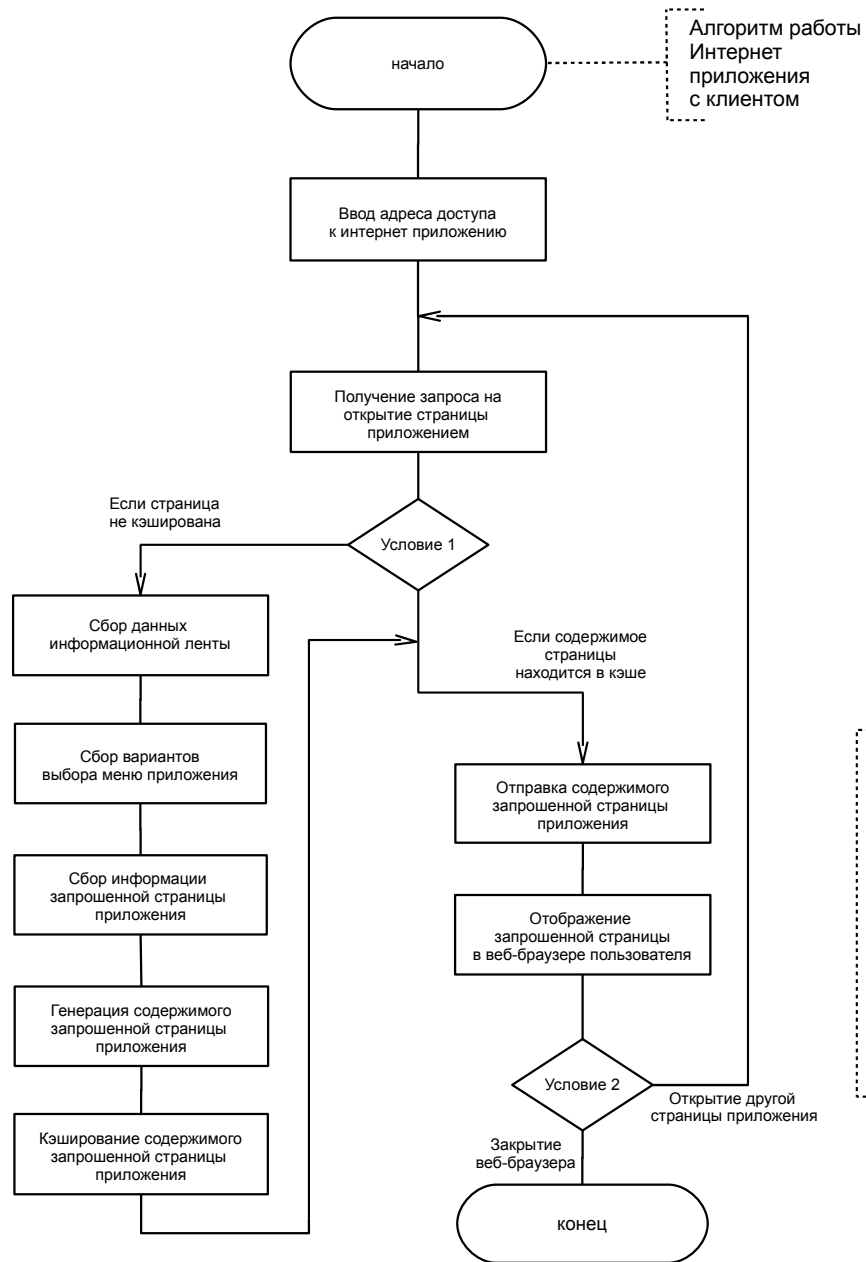 начало
Алгоритм работы
Интернет
приложения
с клиентом
Ввод адреса доступа
к интернет приложению
Получение запроса на
открытие страницы
приложением
Если страница
не кэширована
Условие 1
Сбор данных
информационной ленты
Если содержимое
страницы
находится в кэше
Сбор вариантов
выбора меню приложения
Отправка содержимого
запрошенной страницы
приложения
Сбор информации
запрошенной страницы
приложения
Отображение
запрошенной страницы
в веб-браузере пользователя
Генерация содержимого
запрошенной страницы
приложения
Условие 2
Открытие другой
страницы приложения
Кэширование содержимого
запрошенной страницы
приложения
Закрытие
веб-браузера
конец